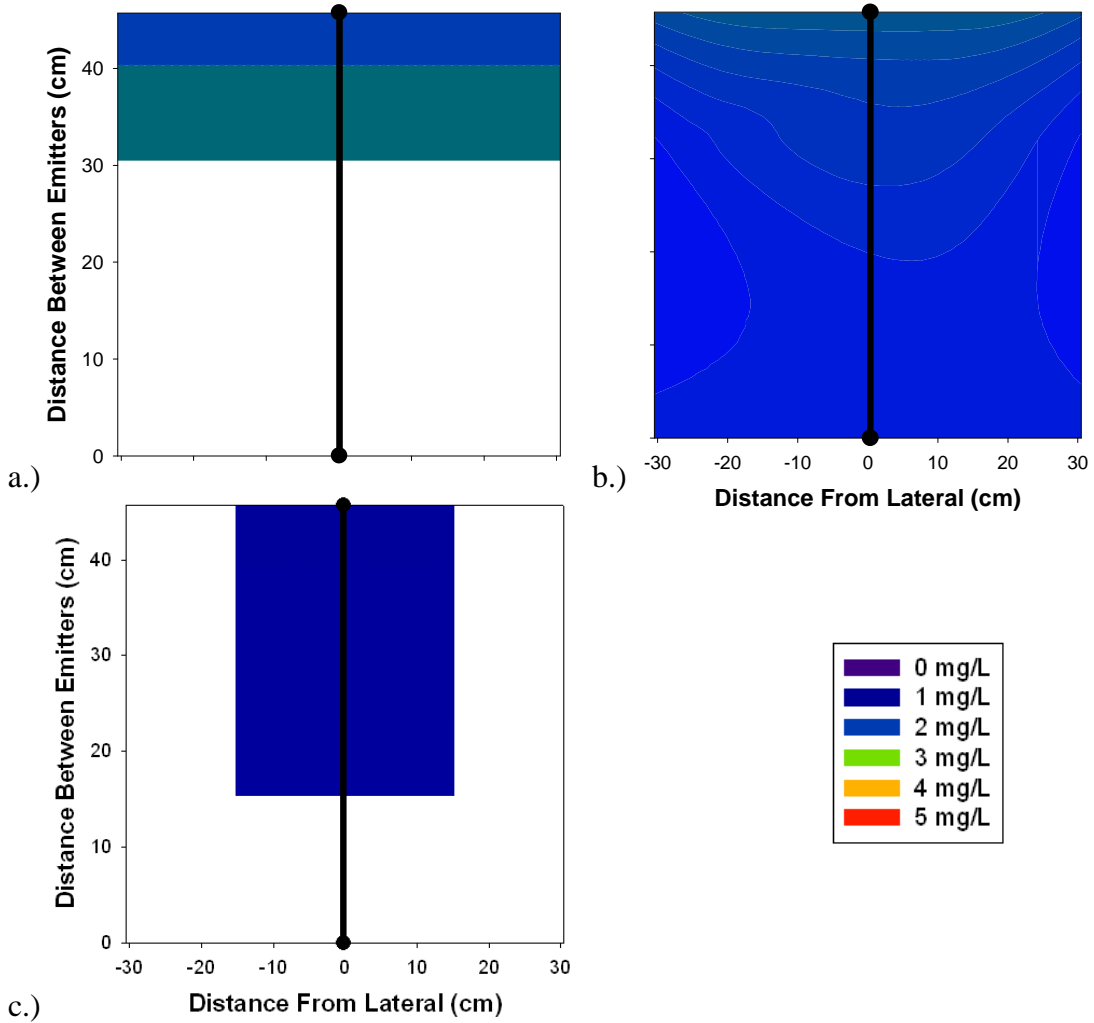 Distance Between Emitters (cm)
40
30
20
10
0
a.)
b.)
-30 -20 -10 0 10 20 30
Distance From Lateral (cm)
Distance Between Emitters (cm)
40
30
20
10
0
-30 -20 -10 0 10 20 30
Distance From Lateral (cm)
c.)
0 mg/L
1 mg/L
2 mg/L
3 mg/L
4 mg/L
5 mg/L